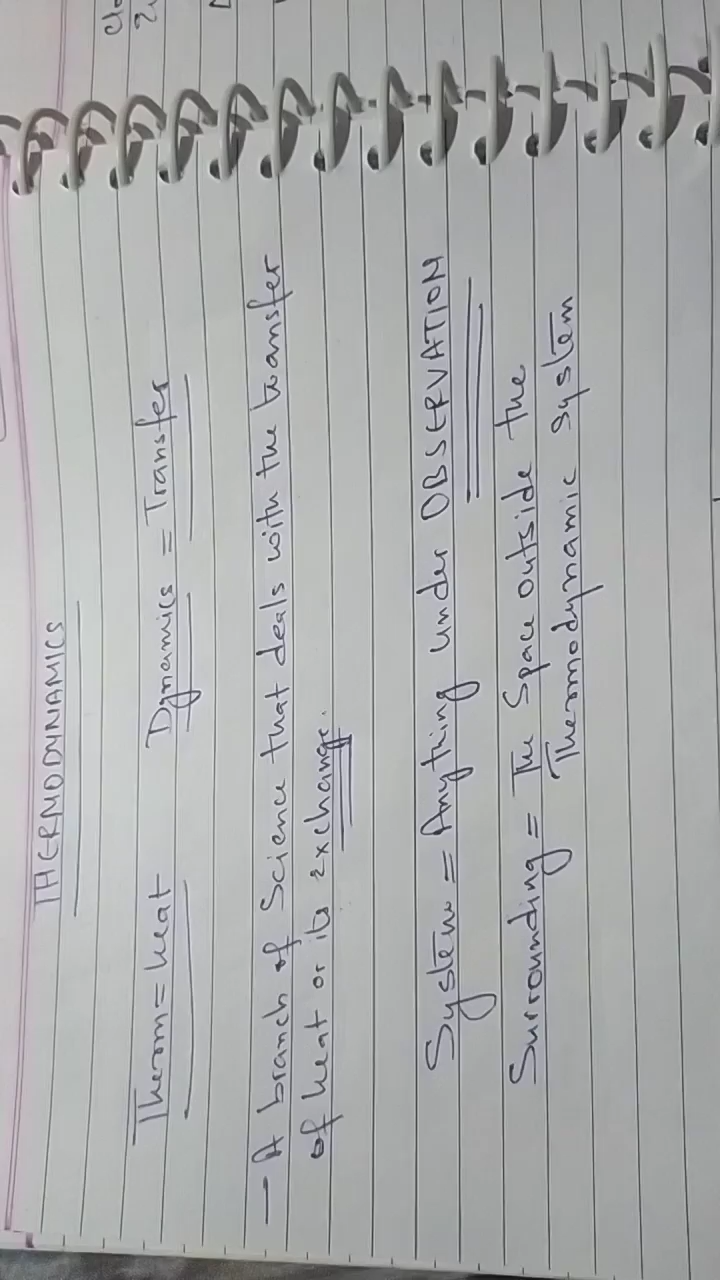 THERMODYNAMICS
Therm = heat Dynamics = Transfer
- A branch of Science that deals with the transfer
of heat or its exchange.
System = Anything under OBSERVATION
Surrounding = The Space outside the
Thermodynamic System